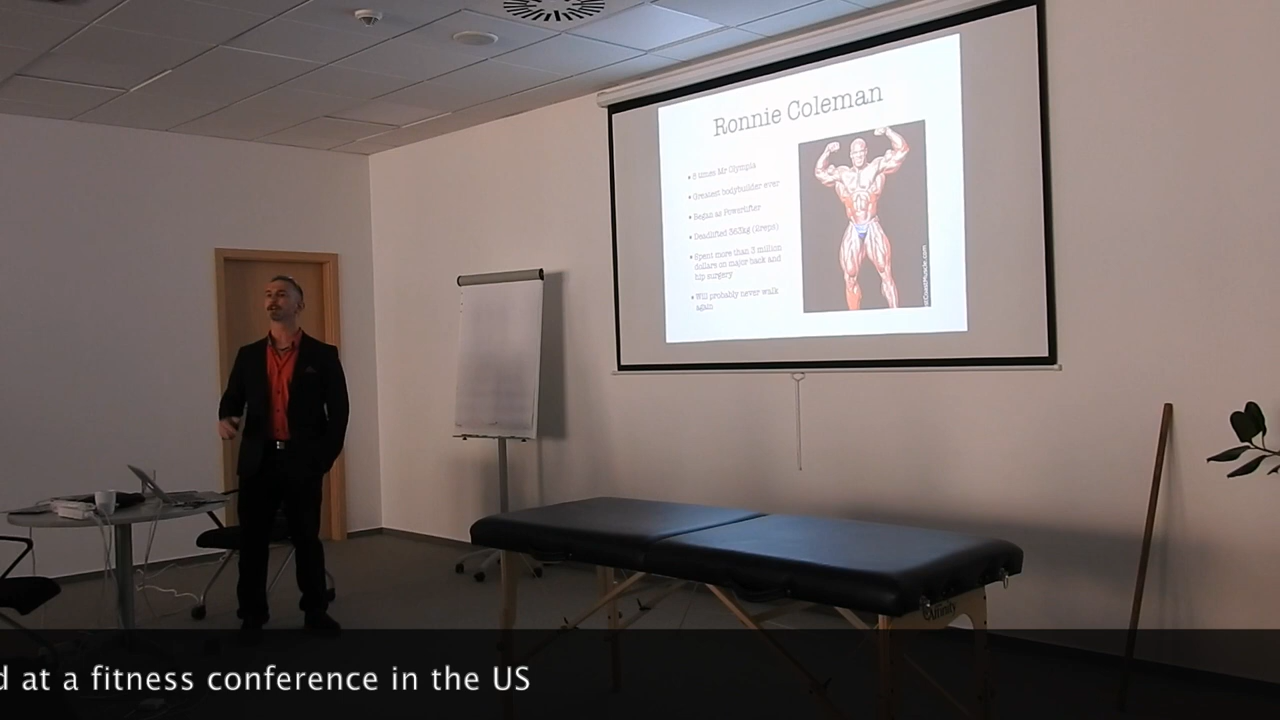 Ronnie Coleman
• 8 times Mr Olympia
• Greatest bodybuilder ever
• Began as Powerlifter
• Deadlifted 363kg (2reps)
• Spent more than 3 million
dollars on major back and
hip surgery
• Will probably never walk
again
Affinity
d at a fitness conference in the US